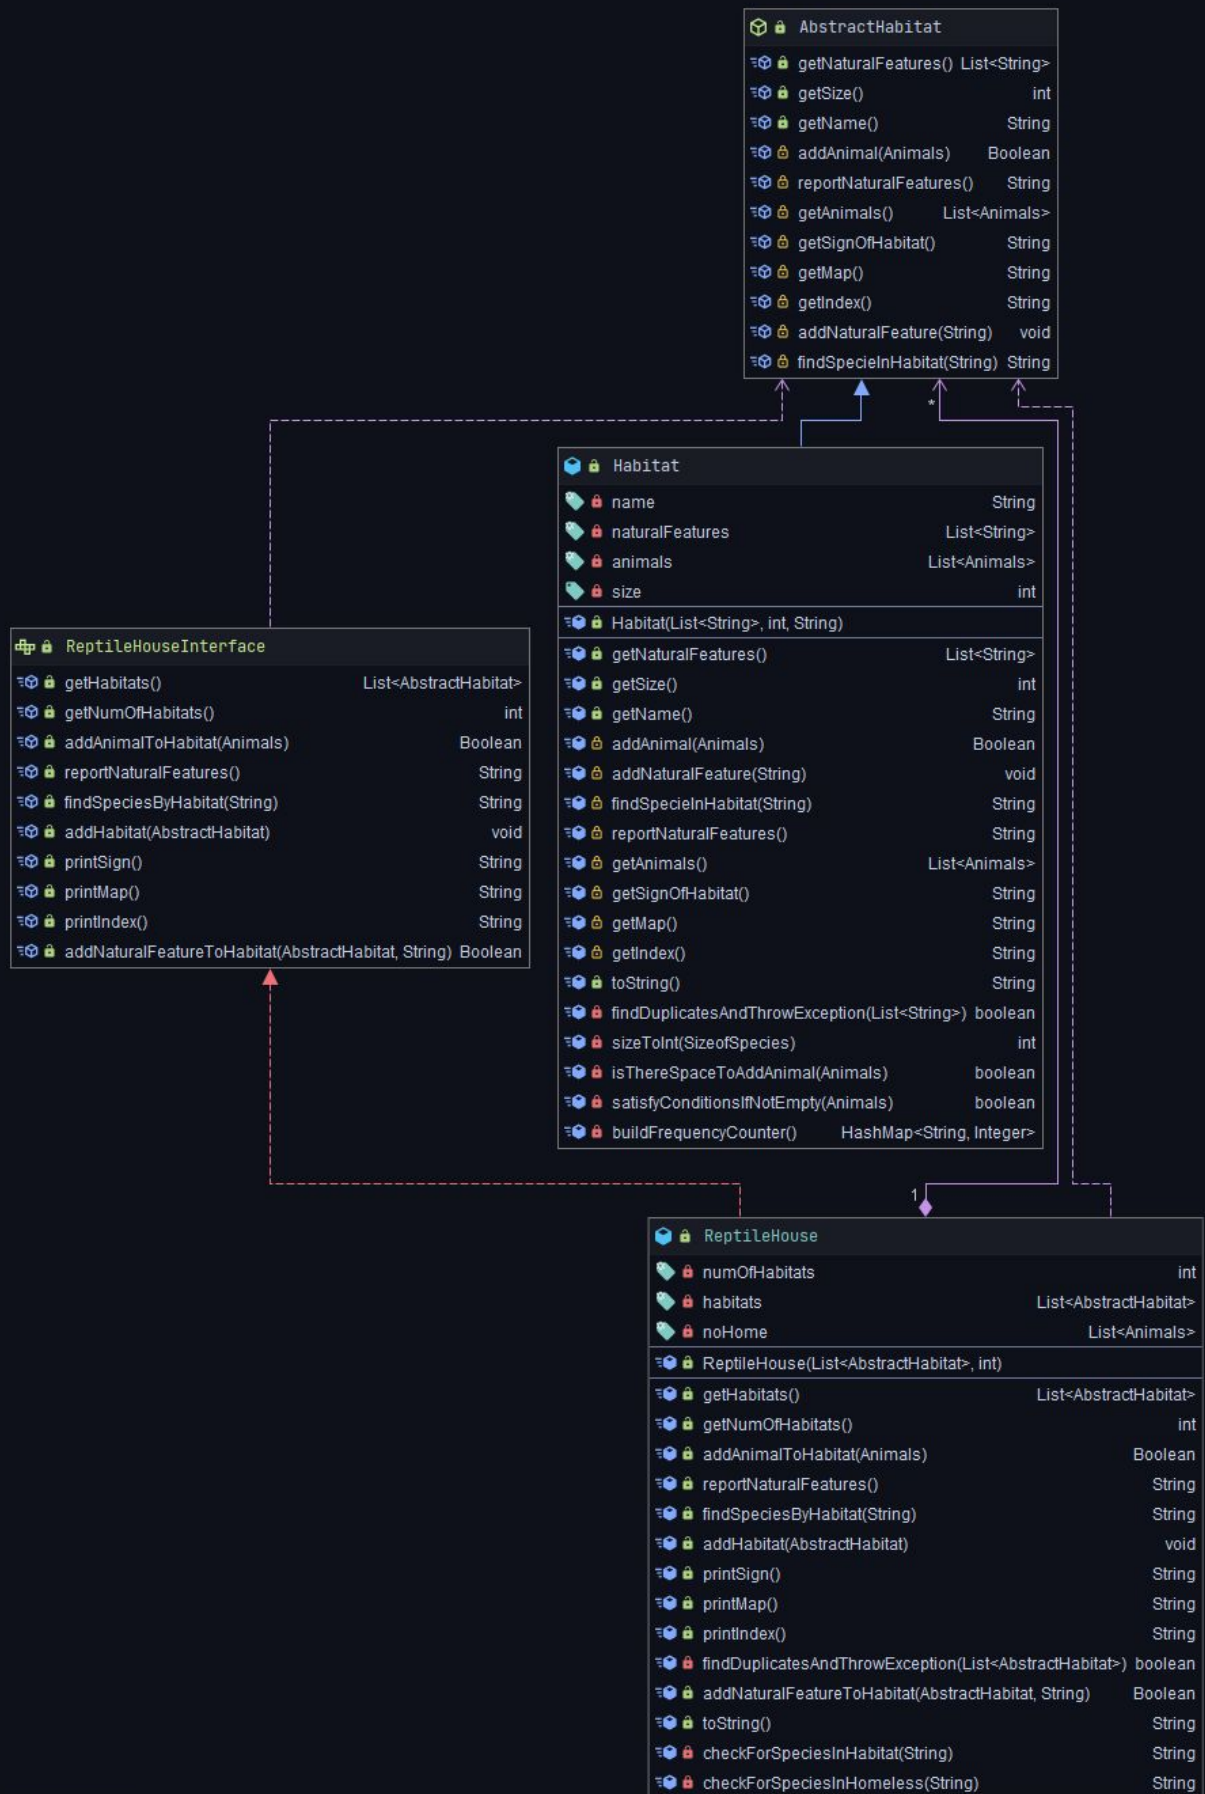 AbstractHabitat
getNaturalFeatures() List<String>
getSize() int
getName() String
addAnimal(Animals) Boolean
reportNaturalFeatures() String
getAnimals() List<Animals>
getSignOfHabitat() String
getMap() String
getIndex() String
addNaturalFeature(String) void
findSpecieInHabitat(String) String
*
Habitat
name String
naturalFeatures List<String>
animals List<Animals>
size int
Habitat(List<String>, int, String)
getNaturalFeatures() List<String>
getSize() int
getName() String
addAnimal(Animals) Boolean
addNaturalFeature(String) void
findSpecieInHabitat(String) String
reportNaturalFeatures() String
getAnimals() List<Animals>
getSignOfHabitat() String
getMap() String
getIndex() String
toString() String
findDuplicatesAndThrowException(List<String>) boolean
sizeToInt(SizeofSpecies) int
isThereSpaceToAddAnimal(Animals) boolean
satisfyConditionsIfNotEmpty(Animals) boolean
buildFrequencyCounter() HashMap<String, Integer>
ReptileHouseInterface
getHabitats() List<AbstractHabitat>
getNumOfHabitats() int
addAnimalToHabitat(Animals) Boolean
reportNaturalFeatures() String
findSpeciesByHabitat(String) String
addHabitat(AbstractHabitat) void
printSign() String
printMap() String
printIndex() String
addNaturalFeatureToHabitat(AbstractHabitat, String) Boolean
1
ReptileHouse
numOfHabitats int
habitats List<AbstractHabitat>
noHome List<Animals>
ReptileHouse(List<AbstractHabitat>, int)
getHabitats() List<AbstractHabitat>
getNumOfHabitats() int
addAnimalToHabitat(Animals) Boolean
reportNaturalFeatures() String
findSpeciesByHabitat(String) String
addHabitat(AbstractHabitat) void
printSign() String
printMap() String
printIndex() String
findDuplicatesAndThrowException(List<AbstractHabitat>) boolean
addNaturalFeatureToHabitat(AbstractHabitat, String) Boolean
toString() String
checkForSpeciesInHabitat(String) String
checkForSpeciesInHomeless(String) String